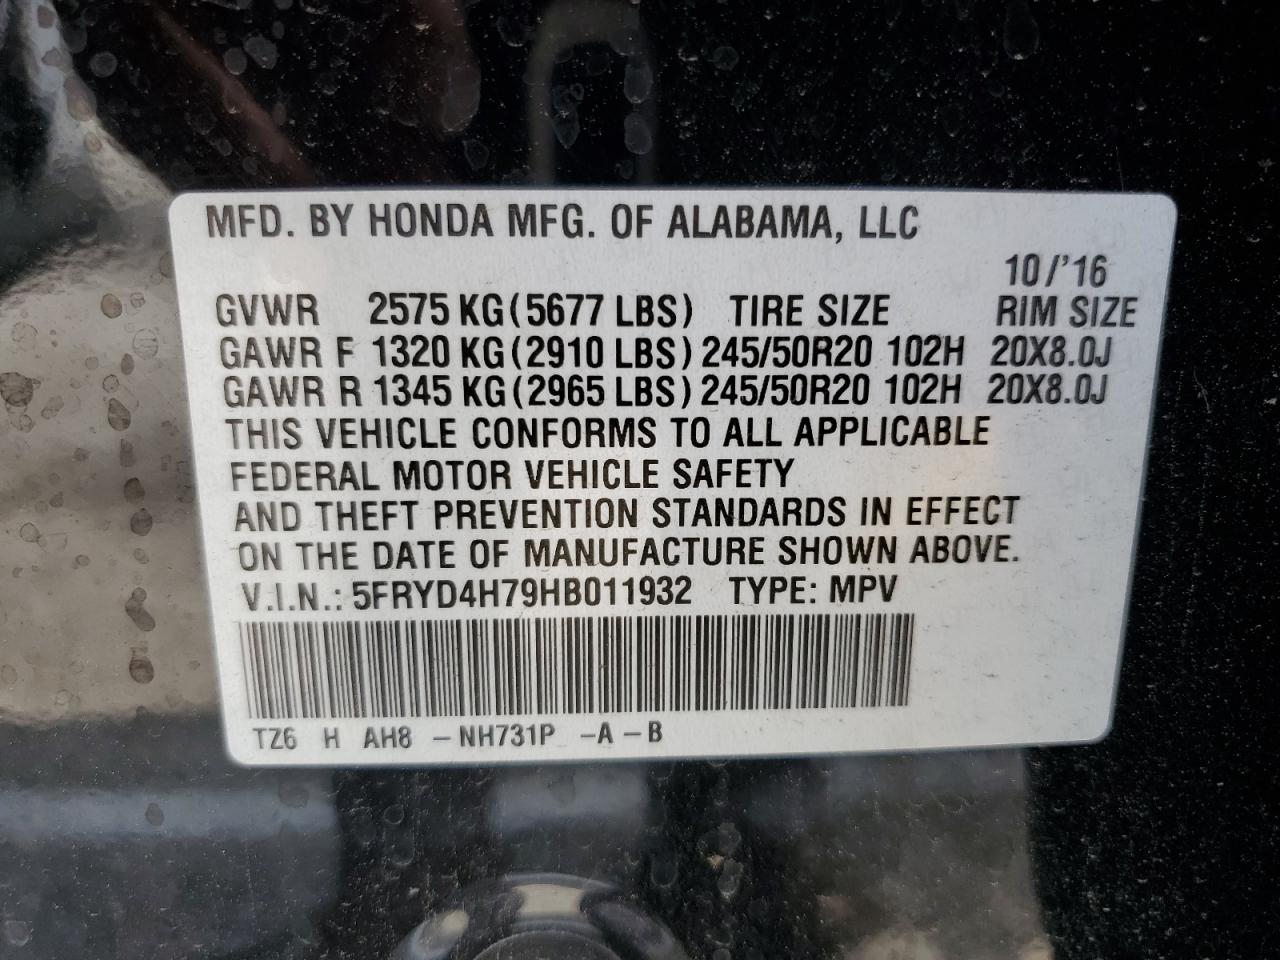 MFD. BY HONDA MFG. OF ALABAMA, LLC
10/'16
GVWR 2575 KG (5677 LBS) TIRE SIZE RIM SIZE
GAWR F 1320 KG (2910 LBS) 245/50R20 102H 20X8.0J
GAWR R 1345 KG (2965 LBS) 245/50R20 102H 20X8.0J
THIS VEHICLE CONFORMS TO ALL APPLICABLE
FEDERAL MOTOR VEHICLE SAFETY
AND THEFT PREVENTION STANDARDS IN EFFECT
ON THE DATE OF MANUFACTURE SHOWN ABOVE.
V.I.N.: 5FRYD4H79HB011932 TYPE: MPV
TZ6 H AH8 - NH731P - A - B